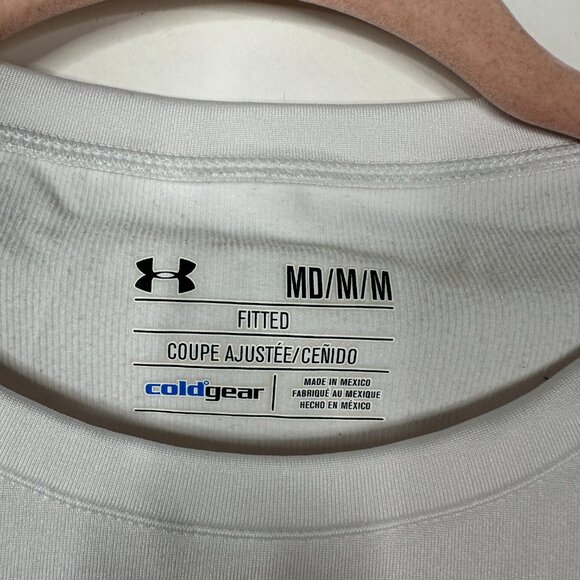 MD/M/M
FITTED
COUPE AJUSTÉE/CEÑIDO
coldgear
MADE IN MEXICO
FABRIQUÉ AU MEXIQUE
HECHO EN MÉXICO